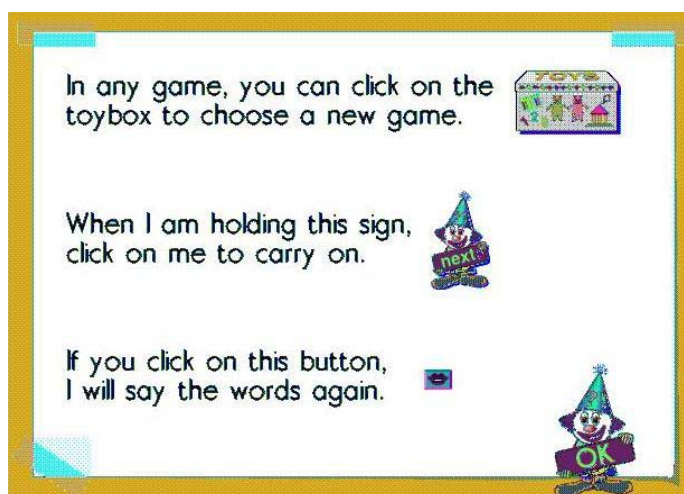 In any game, you can click on the
toybox to choose a new game.
TOYS
When I am holding this sign,
click on me to carry on.
next
If you click on this button,
I will say the words again.
OK